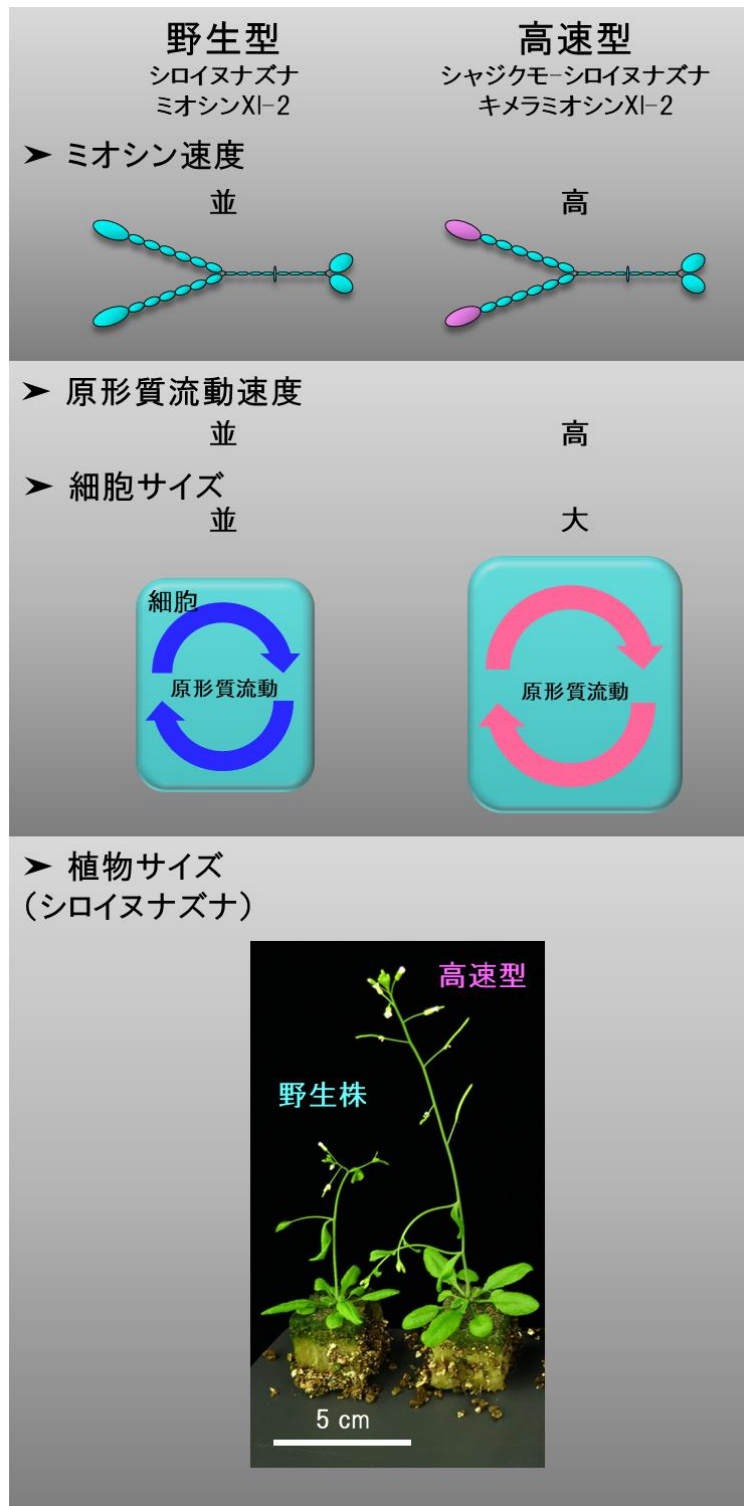 野生型
シロイヌナズナ
ミオシンXI-2
高速型
シャジクモ-シロイヌナズナ
キメラミオシンXI-2
➤ ミオシン速度
並
高
➤ 原形質流動速度
並
高
➤ 細胞サイズ
並
大
細胞
原形質流動
原形質流動
➤ 植物サイズ
(シロイヌナズナ)
高速型
野生株
5 cm